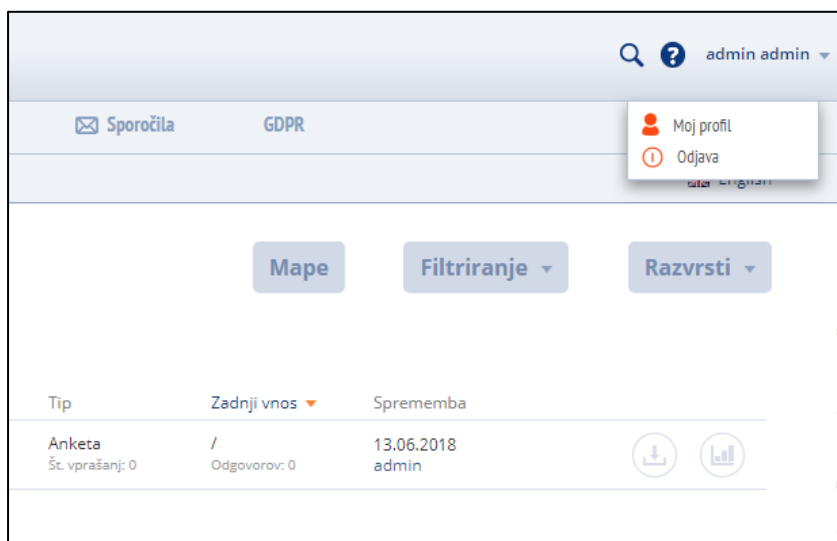 admin admin
Sporočila GDPR
Moj profil
Odjava
English
Mape Filtriranje Razvrsti
Tip Zadnji vnos Sprememba
Anketa / 13.06.2018
Št. vprašanj: 0 Odgovorov: 0 admin